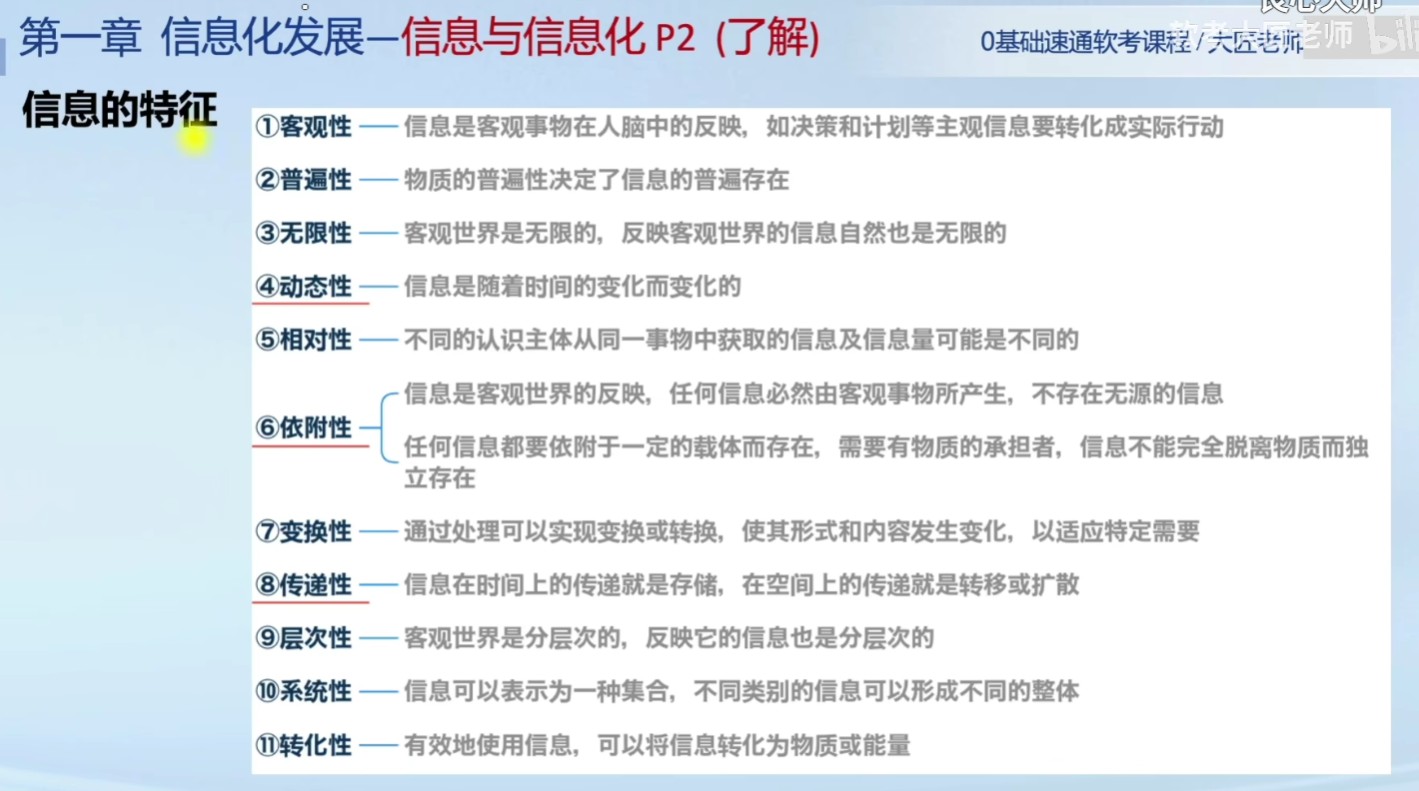 良心大师
第一章 信息化发展—信息与信息化 P2 (了解)
0基础速通软考课程/大匠老师
软考大匠老师 bili
信息的特征
①客观性 信息是客观事物在人脑中的反映，如决策和计划等主观信息要转化成实际行动
②普遍性 物质的普遍性决定了信息的普遍存在
③无限性 客观世界是无限的，反映客观世界的信息自然也是无限的
④动态性 信息是随着时间的变化而变化的
⑤相对性 不同的认识主体从同一事物中获取的信息及信息量可能是不同的
⑥依附性 信息是客观世界的反映，任何信息必然由客观事物所产生，不存在无源的信息
任何信息都要依附于一定的载体而存在，需要有物质的承担者，信息不能完全脱离物质而独
立存在
⑦变换性 通过处理可以实现变换或转换，使其形式和内容发生变化，以适应特定需要
⑧传递性 信息在时间上的传递就是存储，在空间上的传递就是转移或扩散
⑨层次性 客观世界是分层次的，反映它的信息也是分层次的
⑩系统性 信息可以表示为一种集合，不同类别的信息可以形成不同的整体
⑪转化性 有效地使用信息，可以将信息转化为物质或能量